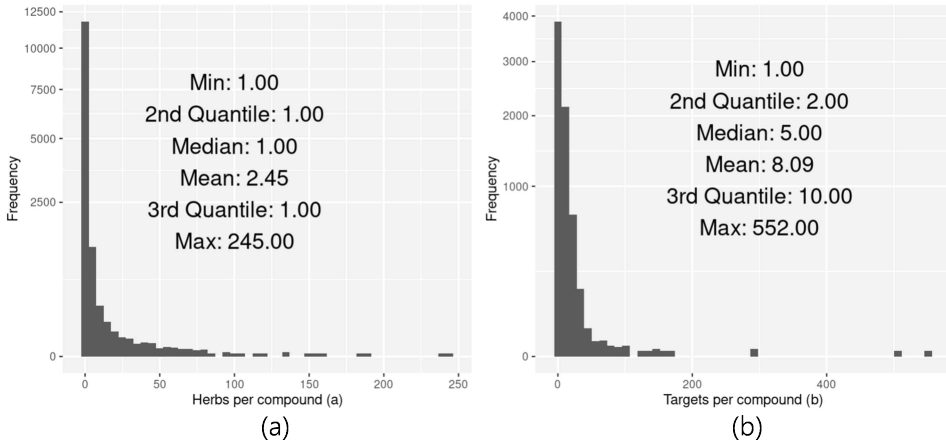 12500
10000
7500
5000
2500
0
Frequency
Min: 1.00
2nd Quantile: 1.00
Median: 1.00
Mean: 2.45
3rd Quantile: 1.00
Max: 245.00
0 50 100 150 200 250
Herbs per compound (a)
(a)
4000
3000
2000
1000
0
Frequency
Min: 1.00
2nd Quantile: 2.00
Median: 5.00
Mean: 8.09
3rd Quantile: 10.00
Max: 552.00
0 200 400
Targets per compound (b)
(b)